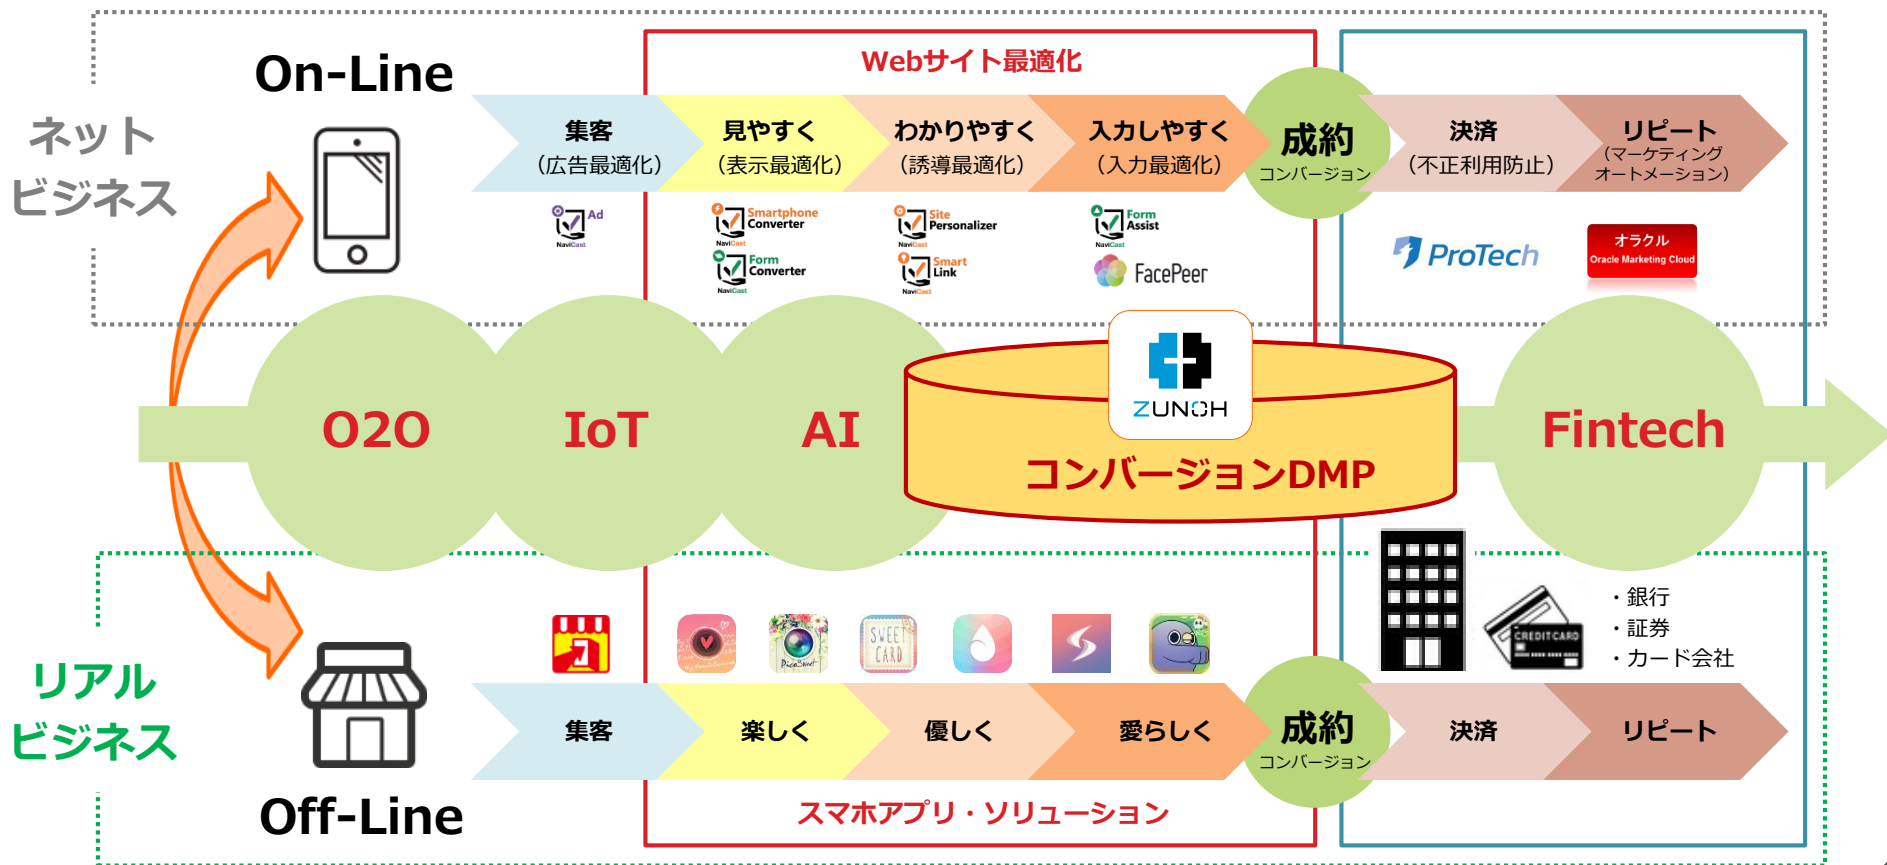 On-Line
Webサイト最適化
ネット
ビジネス
集客
（広告最適化）
見やすく
（表示最適化）
わかりやすく
（誘導最適化）
入力しやすく
（入力最適化）
成約
コンバージョン
決済
（不正利用防止）
リピート
（マーケティング
オートメーション）
Ad
NaviCast
Smartphone
Converter
NaviCast
Form
Converter
NaviCast
Site
Personalizer
NaviCast
Smart
Link
NaviCast
Form
Assist
NaviCast
FacePeer
ProTech
オラクル
Oracle Marketing Cloud
O2O
IoT
AI
ZUNOH
コンバージョンDMP
Fintech
リアル
ビジネス
SWEET
CARD
CREDITCARD
・銀行
・証券
・カード会社
集客
楽しく
優しく
愛らしく
成約
コンバージョン
決済
リピート
Off-Line
スマホアプリ・ソリューション